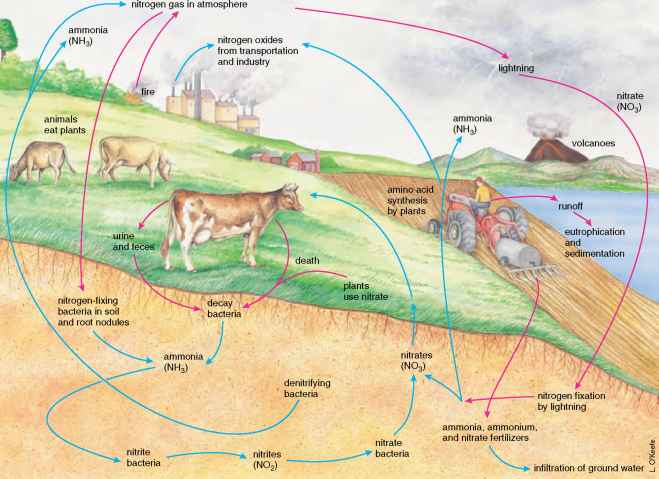 nitrogen gas in atmosphere
ammonia
(NH3)
nitrogen oxides
from transportation
and industry
lightning
nitrate
(NO3)
fire
animals
eat plants
ammonia
(NH3)
volcanoes
amino-acid
synthesis
by plants
runoff
eutrophication
and
sedimentation
urine
and feces
death
plants
use nitrate
nitrogen-fixing
bacteria in soil
and root nodules
decay
bacteria
ammonia
(NH3)
nitrates
(NO3)
denitrifying
bacteria
nitrogen fixation
by lightning
ammonia, ammonium,
and nitrate fertilizers
nitrite
bacteria
nitrites
(NO2)
nitrate
bacteria
infiltration of ground water
L. O'Keefe